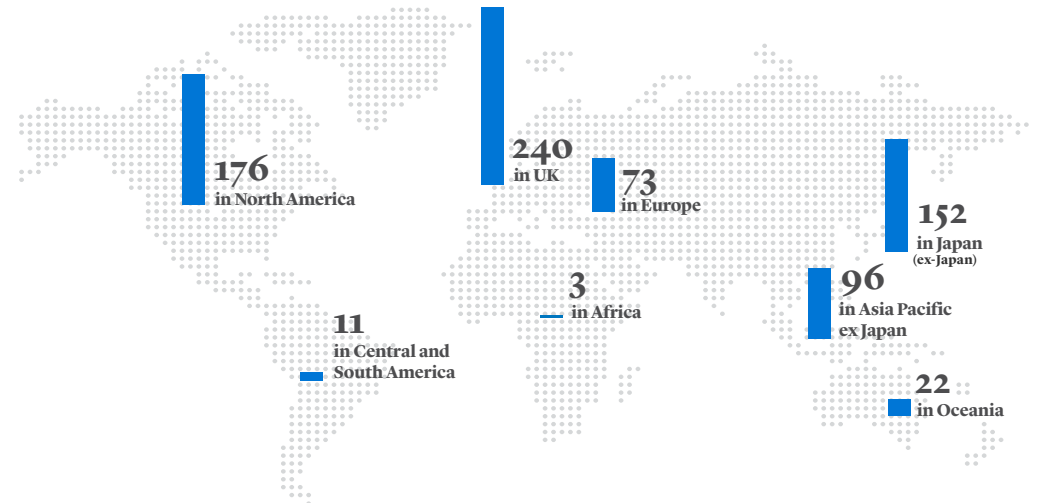 240
in UK
176
in North America
73
in Europe
152
in Japan
(ex-Japan)
3
in Africa
96
in Asia Pacific
ex Japan
11
in Central and
South America
22
in Oceania